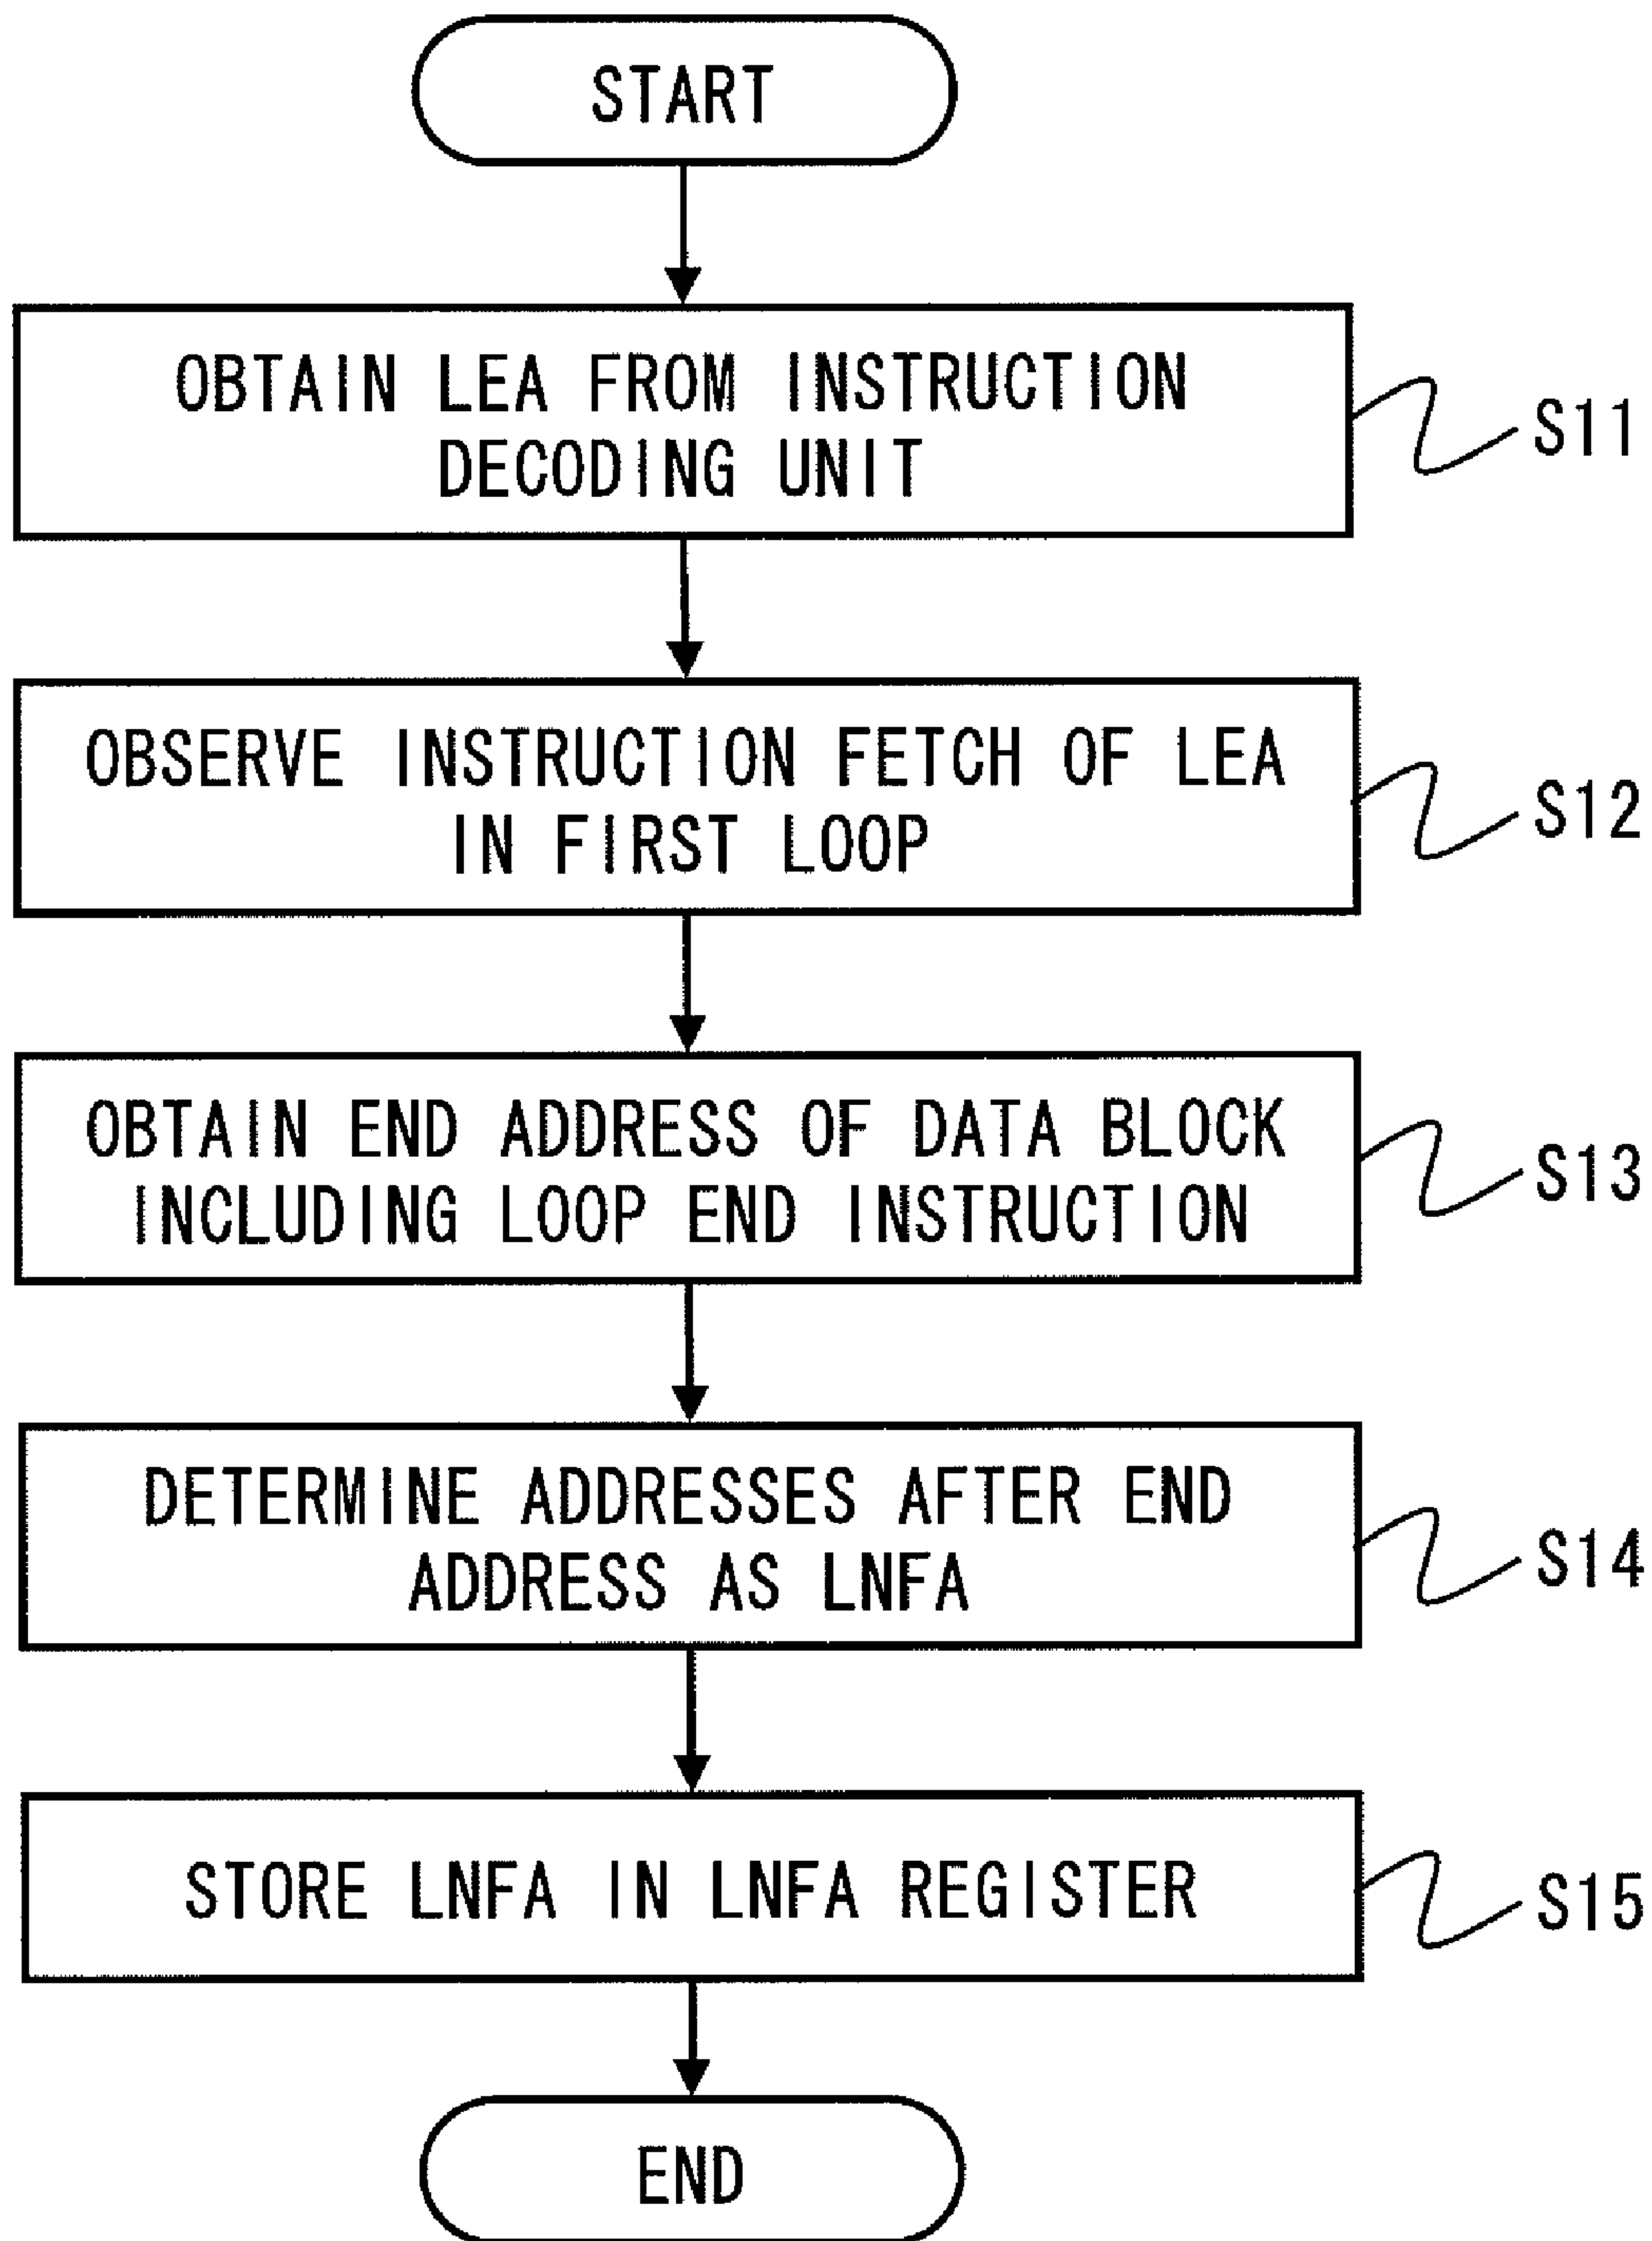 START
OBTAIN LEA FROM INSTRUCTION
DECODING UNIT
S11
OBSERVE INSTRUCTION FETCH OF LEA
IN FIRST LOOP
S12
OBTAIN END ADDRESS OF DATA BLOCK
INCLUDING LOOP END INSTRUCTION
S13
DETERMINE ADDRESSES AFTER END
ADDRESS AS LNFA
S14
STORE LNFA IN LNFA REGISTER
S15
END